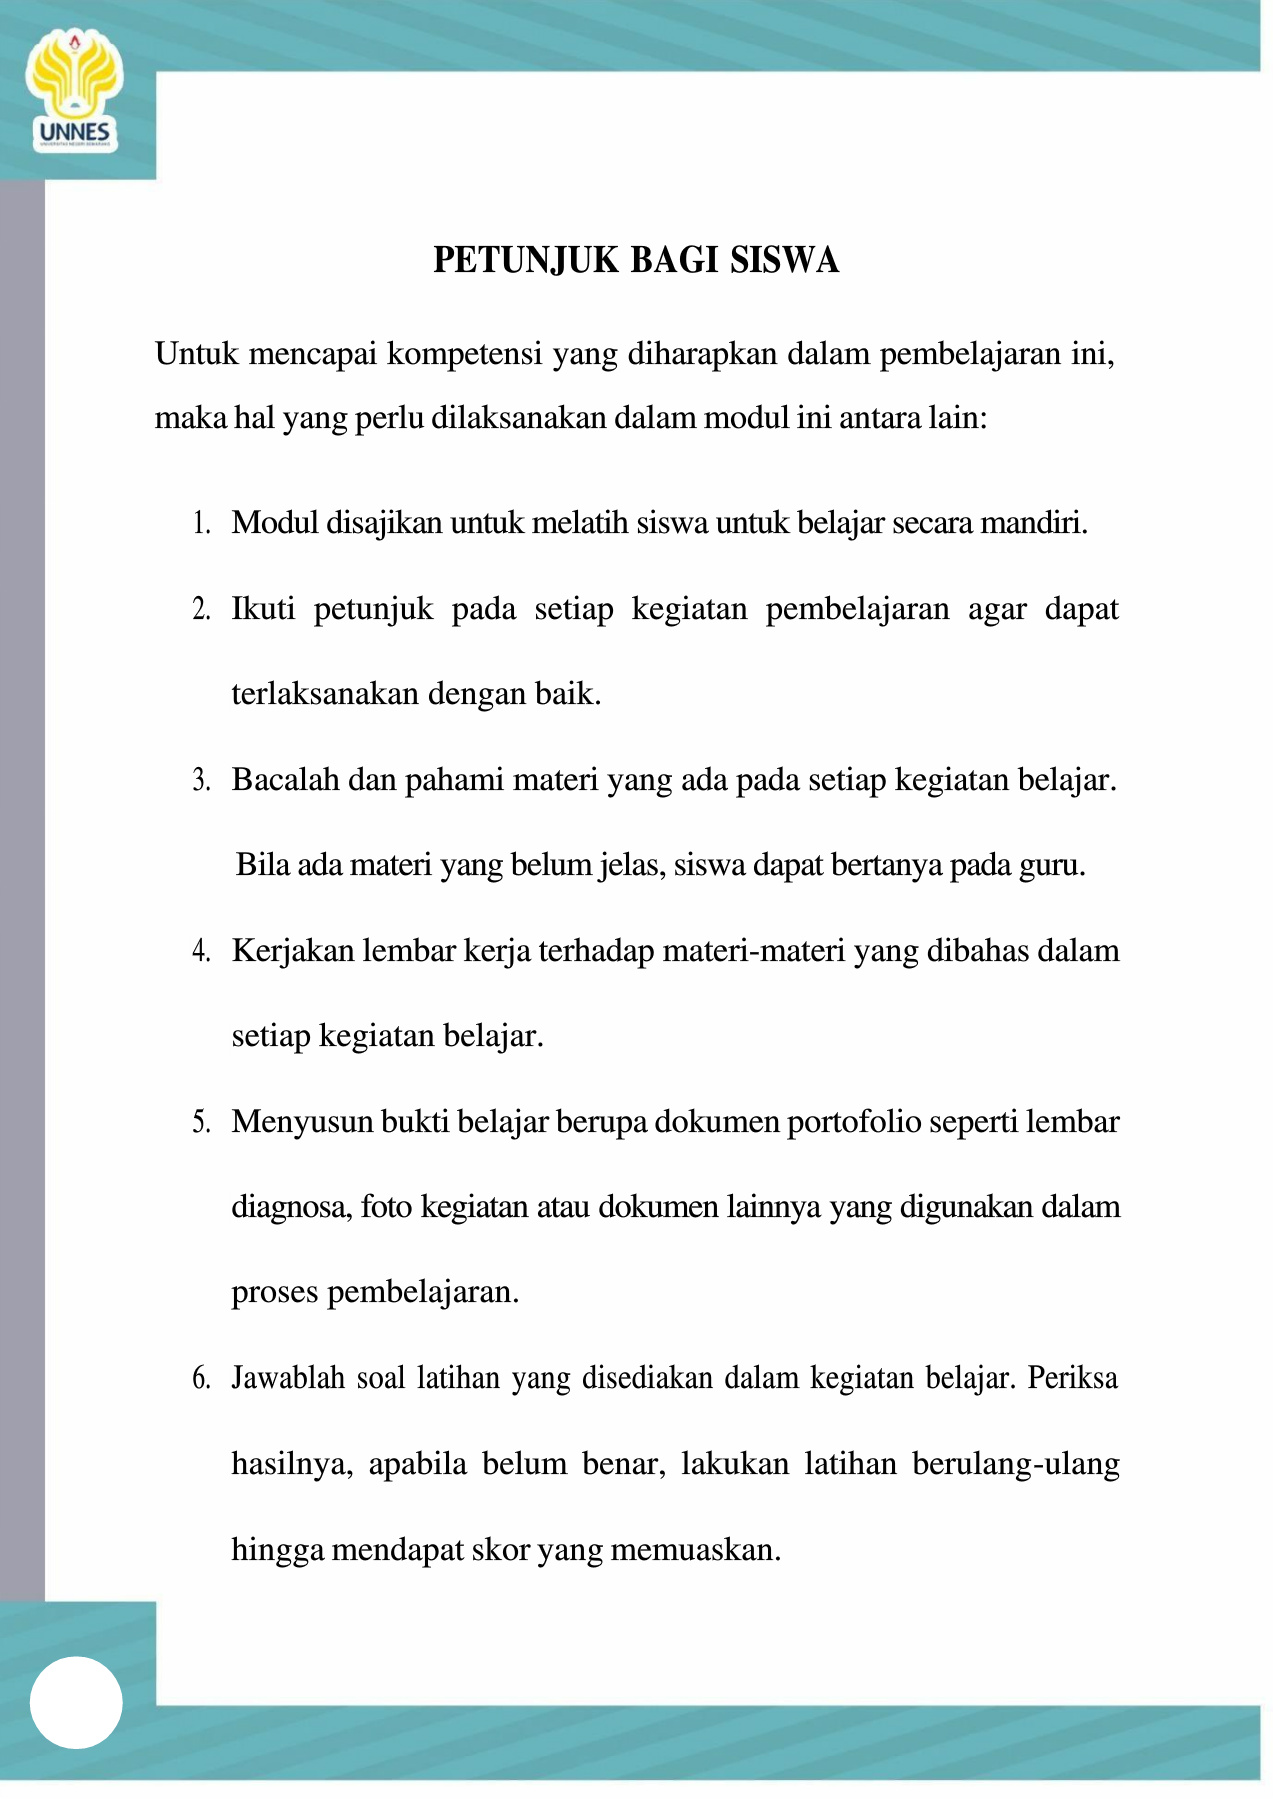 UNNES
UNIVERSITAS NEGERI SEMARANG
PETUNJUK BAGI SISWA
Untuk mencapai kompetensi yang diharapkan dalam pembelajaran ini,
maka hal yang perlu dilaksanakan dalam modul ini antara lain:
1. Modul disajikan untuk melatih siswa untuk belajar secara mandiri.
2. Ikuti petunjuk pada setiap kegiatan pembelajaran agar dapat
terlaksanakan dengan baik.
3. Bacalah dan pahami materi yang ada pada setiap kegiatan belajar.
Bila ada materi yang belum jelas, siswa dapat bertanya pada guru.
4. Kerjakan lembar kerja terhadap materi-materi yang dibahas dalam
setiap kegiatan belajar.
5. Menyusun bukti belajar berupa dokumen portofolio seperti lembar
diagnosa, foto kegiatan atau dokumen lainnya yang digunakan dalam
proses pembelajaran.
6. Jawablah soal latihan yang disediakan dalam kegiatan belajar. Periksa
hasilnya, apabila belum benar, lakukan latihan berulang-ulang
hingga mendapat skor yang memuaskan.